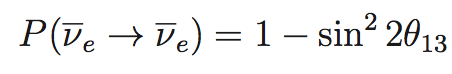 P(ν̅ₑ → ν̅ₑ) = 1 − sin² 2θ₁₃